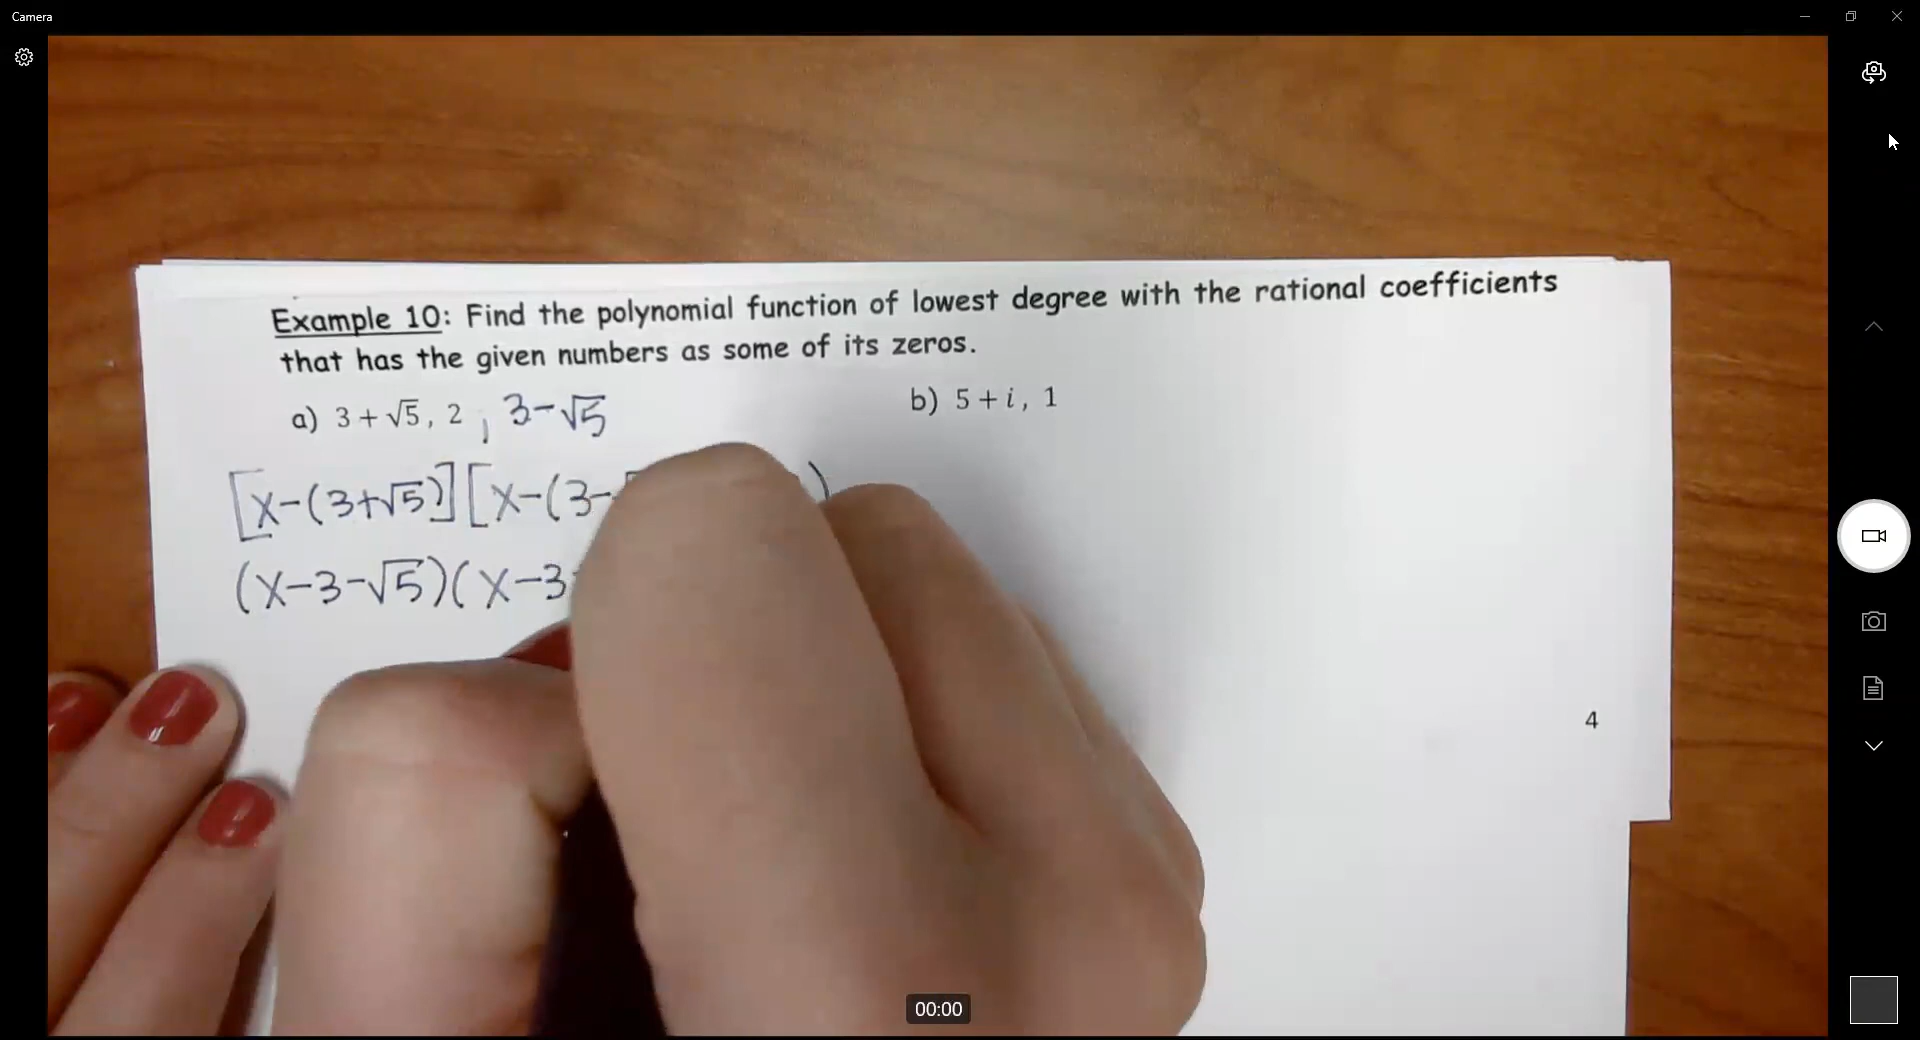 Camera
Example 10: Find the polynomial function of lowest degree with the rational coefficients
that has the given numbers as some of its zeros.
a) 3 + √5, 2 , 3-√5
b) 5 + i, 1
[x-(3+√5)][x-(3-
(x-3-√5)(x-3
4
00:00